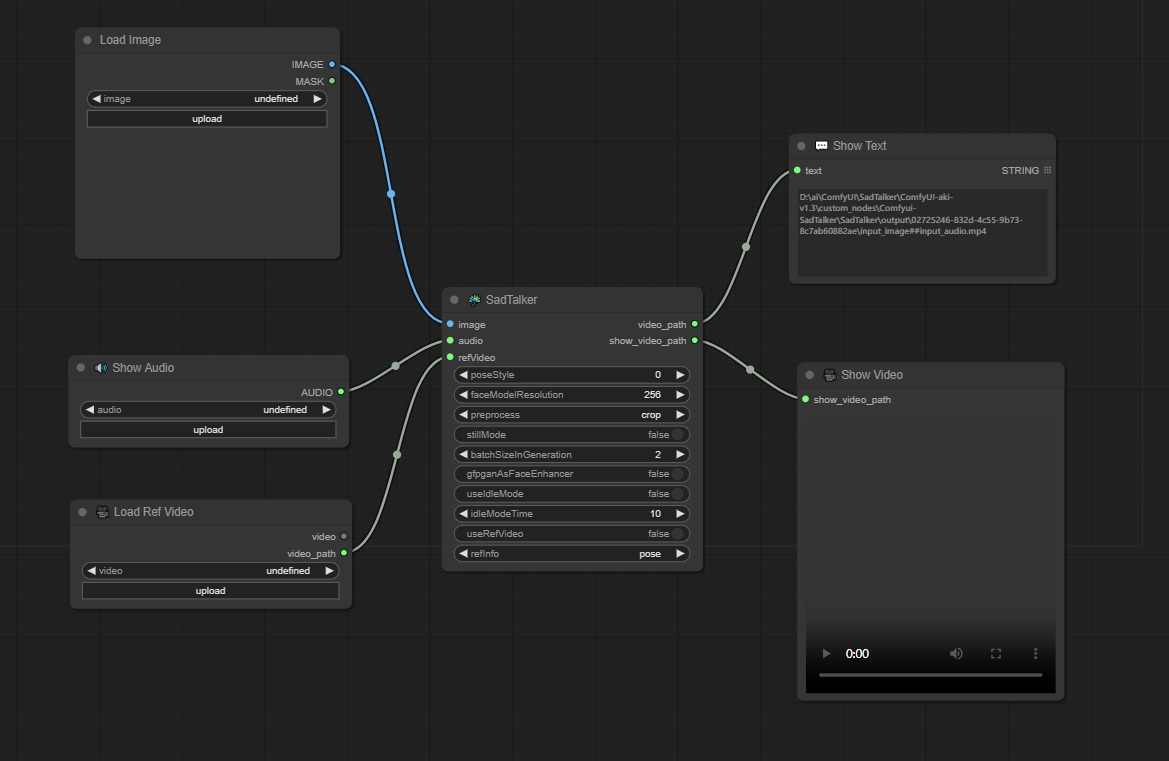 Load Image
IMAGE
MASK
image undefined
upload
Show Audio
AUDIO
audio undefined
upload
Load Ref Video
video
video_path
video undefined
upload
SadTalker
image video_path
audio show_video_path
refVideo
poseStyle 0
faceModelResolution 256
preprocess crop
stillMode false
batchSizeInGeneration 2
gfpganAsFaceEnhancer false
useIdleMode false
idleModeTime 10
useRefVideo false
refInfo pose
Show Text
text STRING
D:\ai\ComfyUI\SadTalker\ComfyUI-aki-
v1.3\custom_nodes\Comfyui-
SadTalker\SadTalker\output\02725246-832d-4c55-9b73-
8c7ab60882ae\input_image##input_audio.mp4
Show Video
show_video_path
0:00